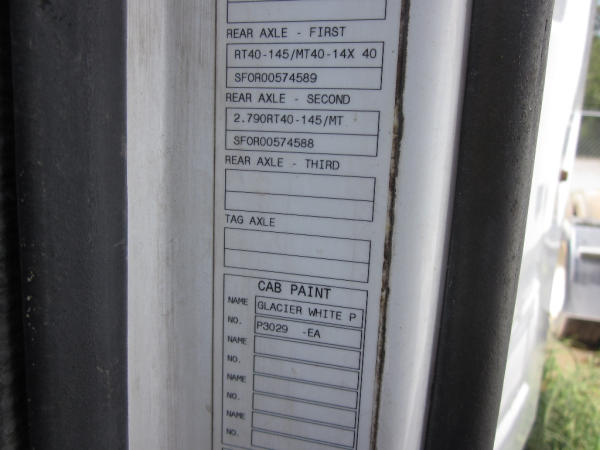 REAR AXLE - FIRST
RT40-145/MT40-14X 40
SFOR00574589
REAR AXLE - SECOND
2.790RT40-145/MT
SFOR00574588
REAR AXLE - THIRD
TAG AXLE
CAB PAINT
NAME GLACIER WHITE P
NO. P3029 -EA
NAME
NO.
NAME
NO.
NAME
NO.